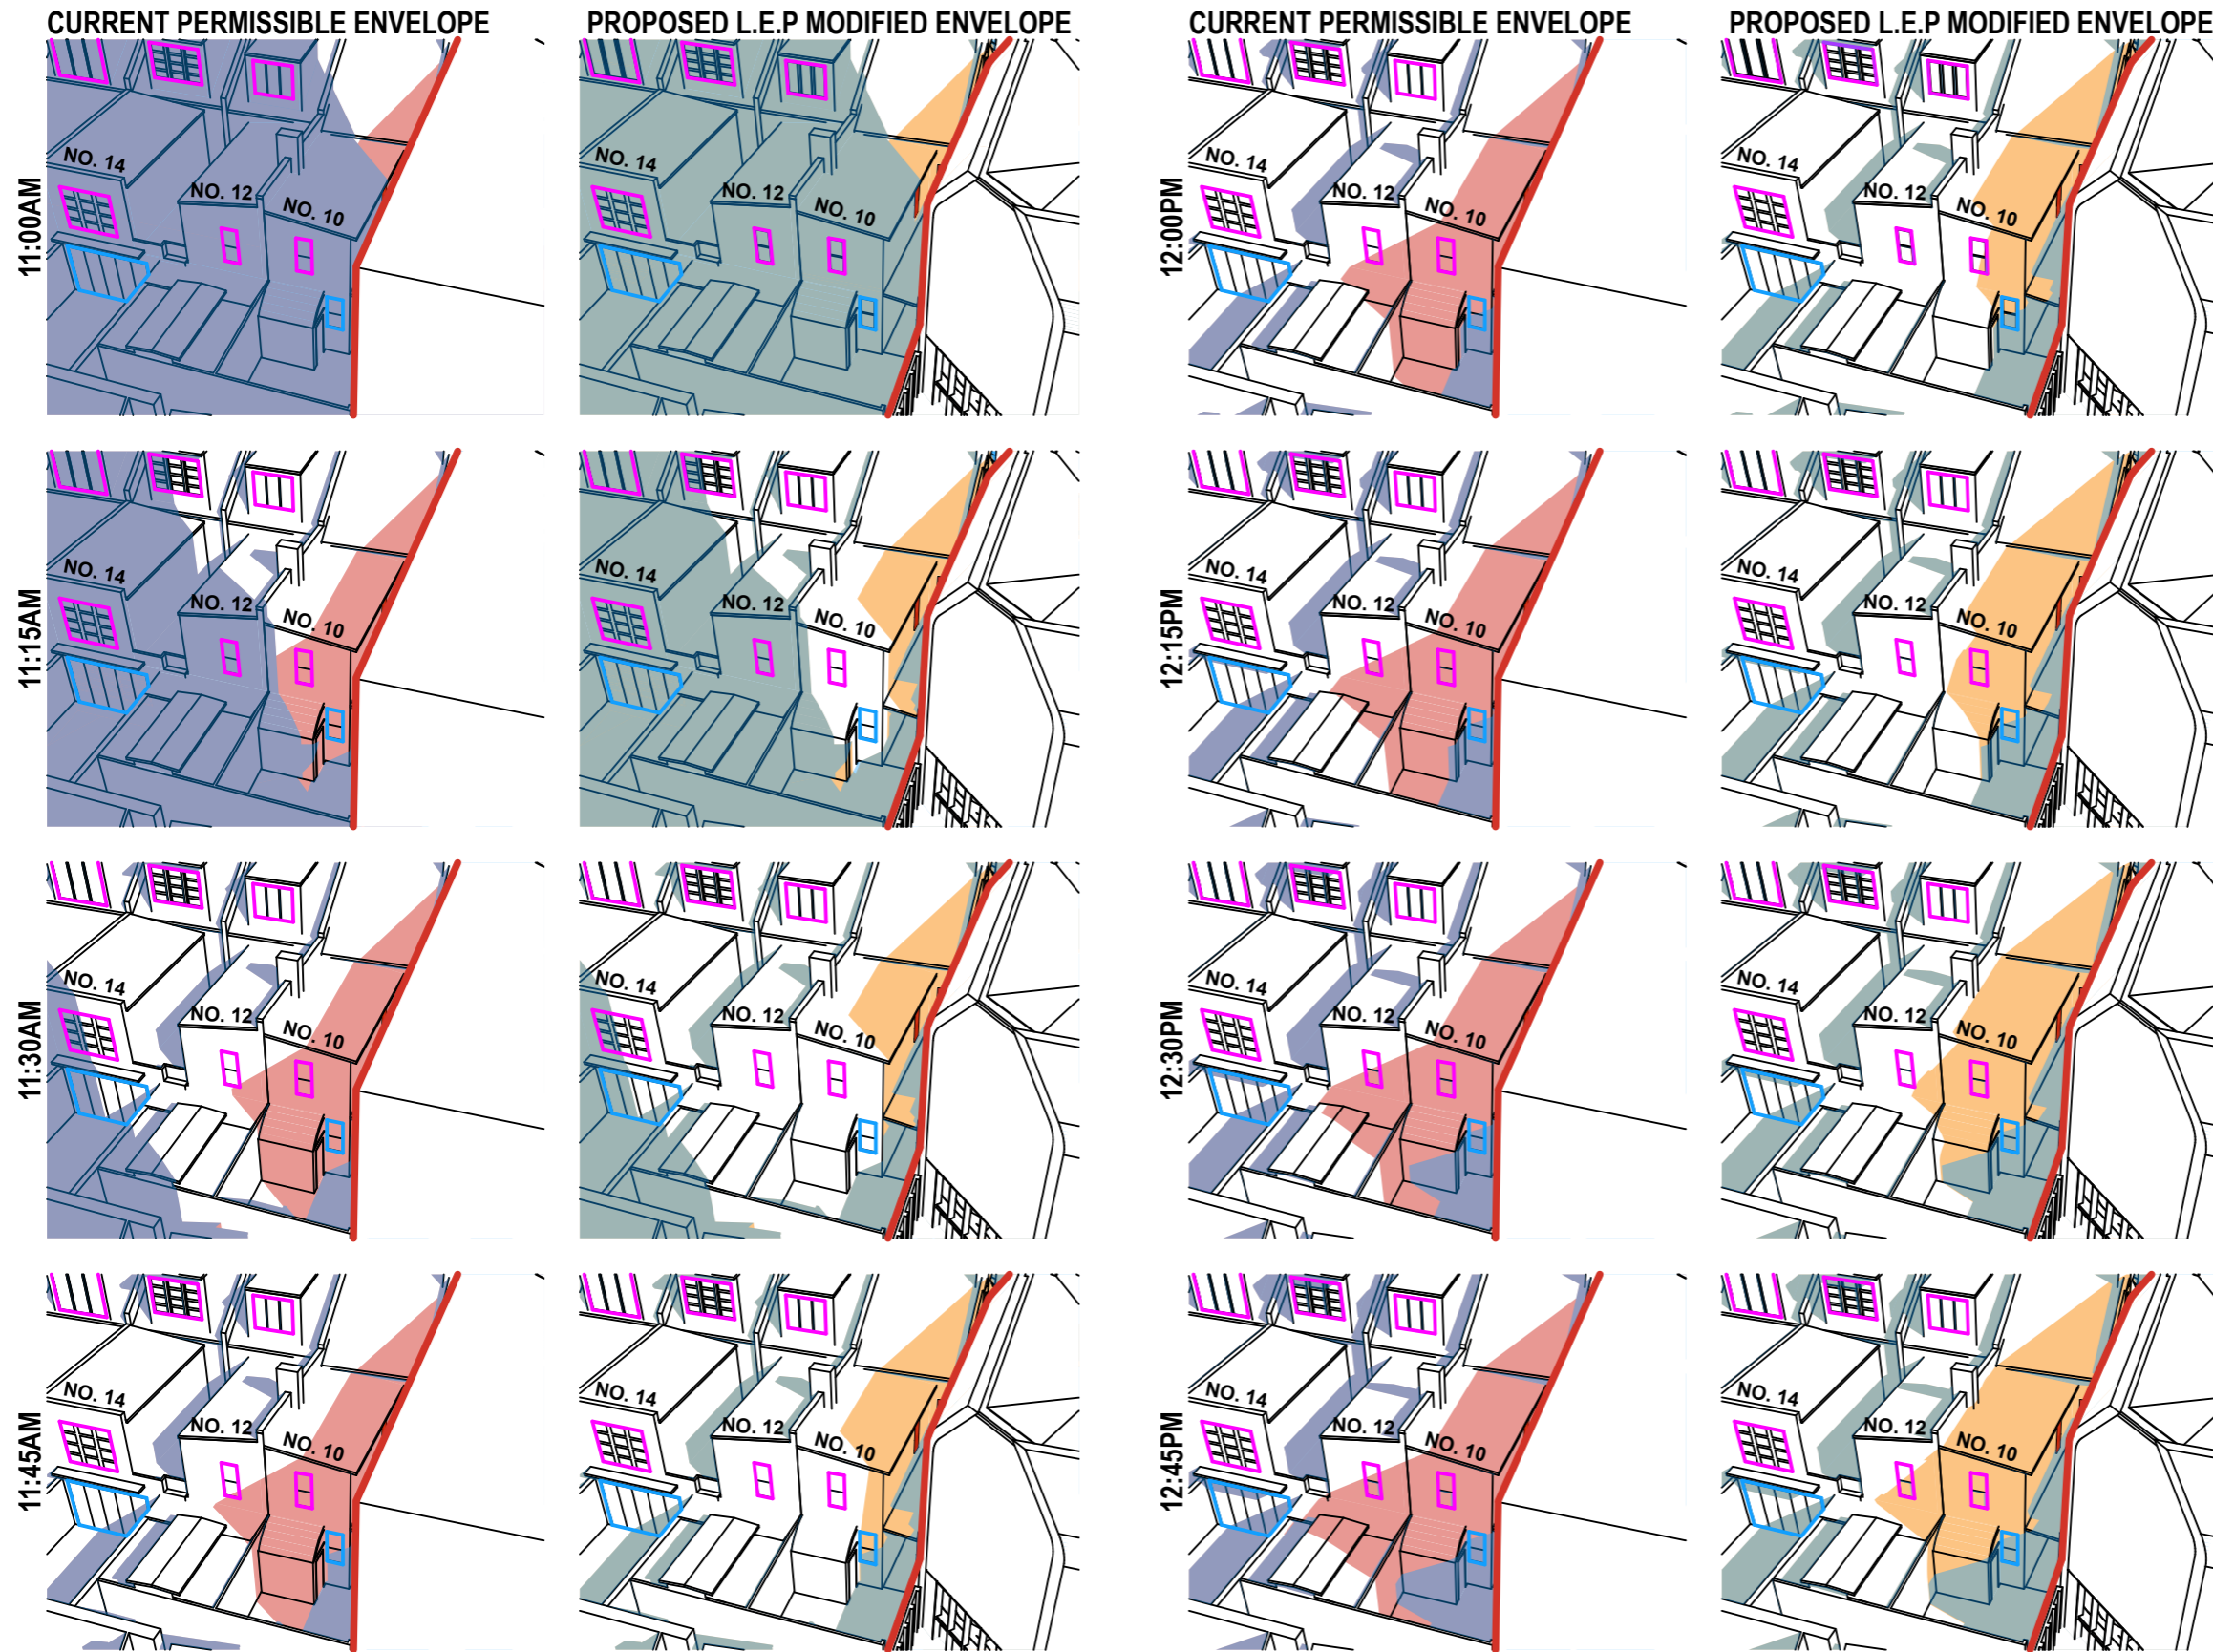 CURRENT PERMISSIBLE ENVELOPE
PROPOSED L.E.P MODIFIED ENVELOPE
CURRENT PERMISSIBLE ENVELOPE
PROPOSED L.E.P MODIFIED ENVELOPE
11:00AM
NO. 14
NO. 12
NO. 10
NO. 14
NO. 12
NO. 10
12:00PM
NO. 14
NO. 12
NO. 10
NO. 14
NO. 12
NO. 10
11:15AM
NO. 14
NO. 12
NO. 10
NO. 14
NO. 12
NO. 10
12:15PM
NO. 14
NO. 12
NO. 10
NO. 14
NO. 12
NO. 10
11:30AM
NO. 14
NO. 12
NO. 10
NO. 14
NO. 12
NO. 10
12:30PM
NO. 14
NO. 12
NO. 10
NO. 14
NO. 12
NO. 10
11:45AM
NO. 14
NO. 12
NO. 10
NO. 14
NO. 12
NO. 10
12:45PM
NO. 14
NO. 12
NO. 10
NO. 14
NO. 12
NO. 10